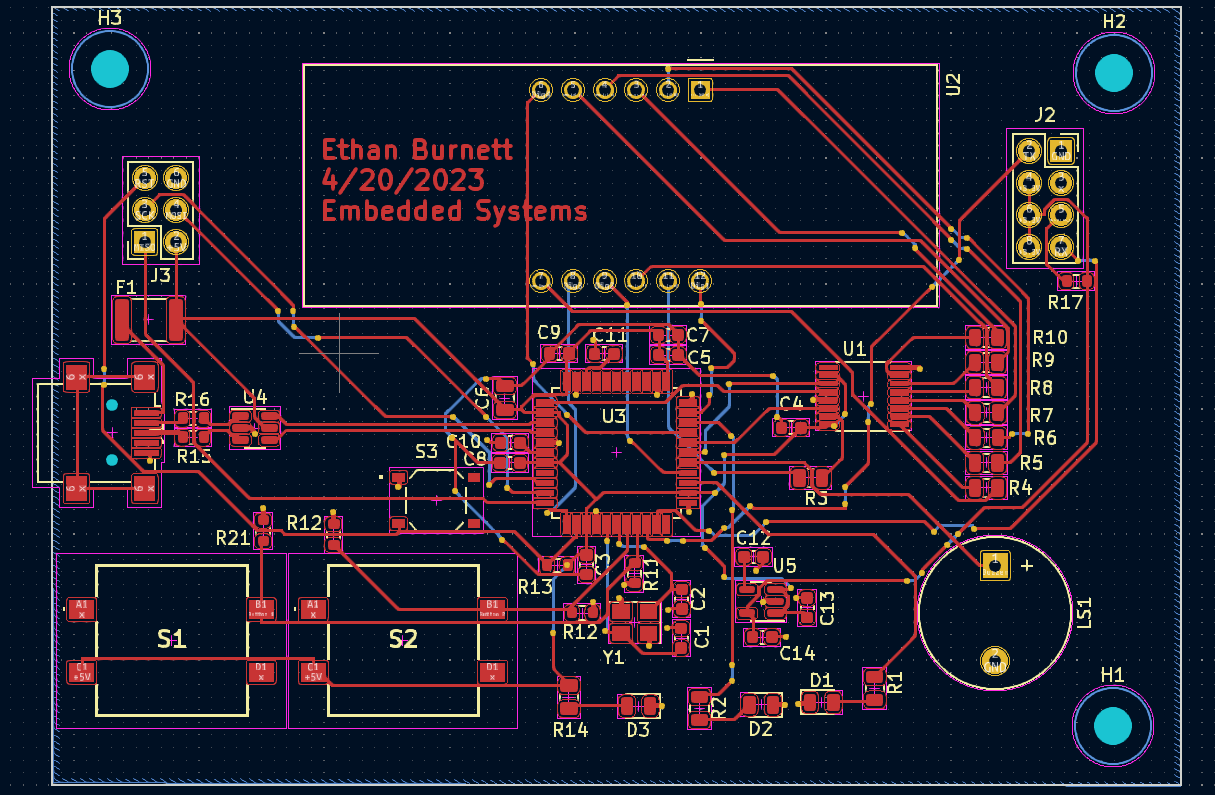 H3
H2
U2
J2
Ethan Burnett
4/20/2023
Embedded Systems
J3
F1
R17
C9
C11
C7
C5
U1
R10
R9
R8
R7
R6
R5
R4
R16
U4
C6
U3
C4
R15
C10
C8
S3
R3
R21
R12
C12
U5
+
R13
C3
R11
C2
C13
LS1
A1
x
B1
A1
x
B1
S1
S2
R12
C1
Y1
C14
C1
+5V
D1
x
C1
+5V
D1
x
D1
R1
R14
D3
R2
D2
H1
GND